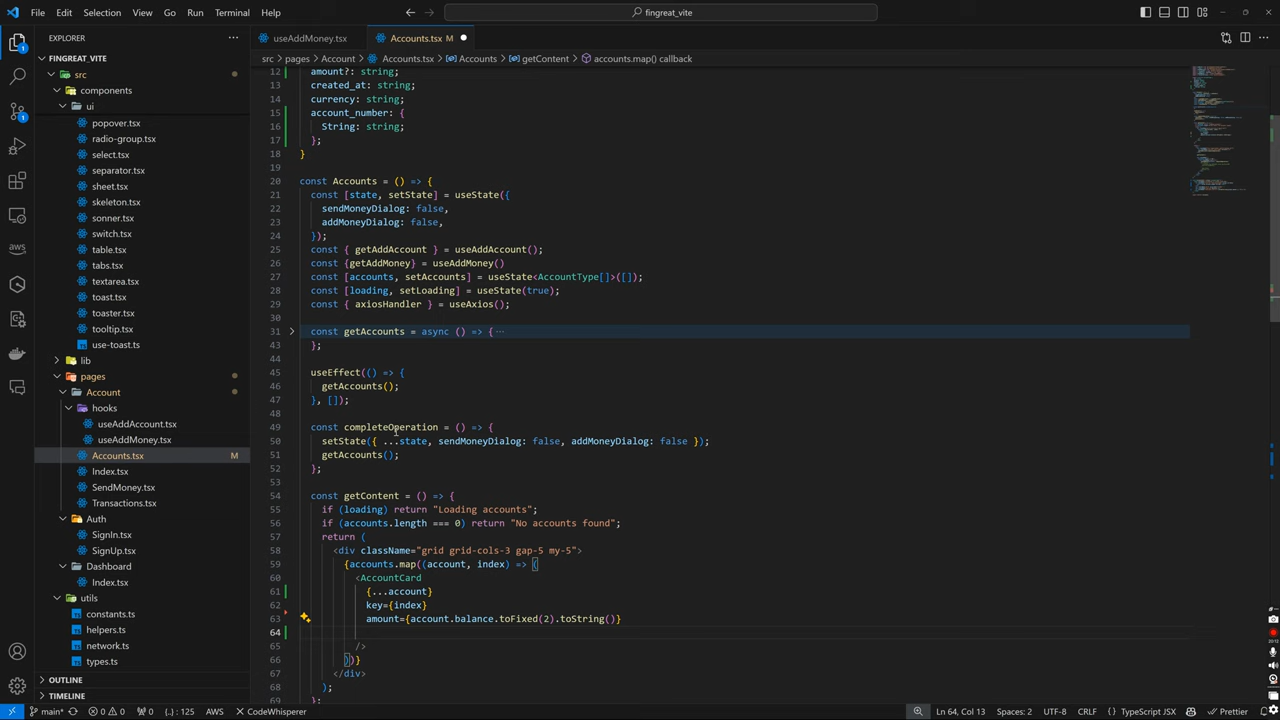 File Edit Selection View Go Run Terminal Help
fingreat_vite
EXPLORER
useAddMoney.tsx
Accounts.tsx M
FINGREAT_VITE
src > pages > Account > Accounts.tsx > Accounts > getContent > accounts.map() callback
src
components
ui
popover.tsx
radio-group.tsx
select.tsx
separator.tsx
sheet.tsx
skeleton.tsx
sonner.tsx
switch.tsx
table.tsx
tabs.tsx
textarea.tsx
toast.tsx
toaster.tsx
tooltip.tsx
use-toast.ts
lib
pages
Account
hooks
useAddAccount.tsx
useAddMoney.tsx
Accounts.tsx M
Index.tsx
SendMoney.tsx
Transactions.tsx
Auth
SignIn.tsx
SignUp.tsx
Dashboard
Index.tsx
utils
constants.ts
helpers.ts
network.ts
types.ts
OUTLINE
TIMELINE
12 amount?: string;
13 created_at: string;
14 currency: string;
15 account_number: {
16 String: string;
17 };
18 }
19
20 const Accounts = () => {
21 const [state, setState] = useState({
22 sendMoneyDialog: false,
23 addMoneyDialog: false,
24 });
25 const { getAddAccount } = useAddAccount();
26 const {getAddMoney} = useAddMoney()
27 const [accounts, setAccounts] = useState<AccountType[]>([]);
28 const [loading, setLoading] = useState(true);
29 const { axiosHandler } = useAxios();
30
31 const getAccounts = async () => { ...
43 };
44
45 useEffect(() => {
46 getAccounts();
47 }, []);
48
49 const completeOperation = () => {
50 setState({ ...state, sendMoneyDialog: false, addMoneyDialog: false });
51 getAccounts();
52 };
53
54 const getContent = () => {
55 if (loading) return "Loading accounts";
56 if (accounts.length === 0) return "No accounts found";
57 return (
58 <div className="grid grid-cols-3 gap-5 my-5">
59 {accounts.map((account, index) => (
60 <AccountCard
61 {...account}
62 key={index}
63 amount={account.balance.toFixed(2).toString()}
64
65 />
66 ))}
67 </div>
68 );
69 };
main* 0 0 0 {..} : 125 AWS CodeWhisperer
Ln 64, Col 13 Spaces: 2 UTF-8 CRLF {} TypeScript JSX Prettier